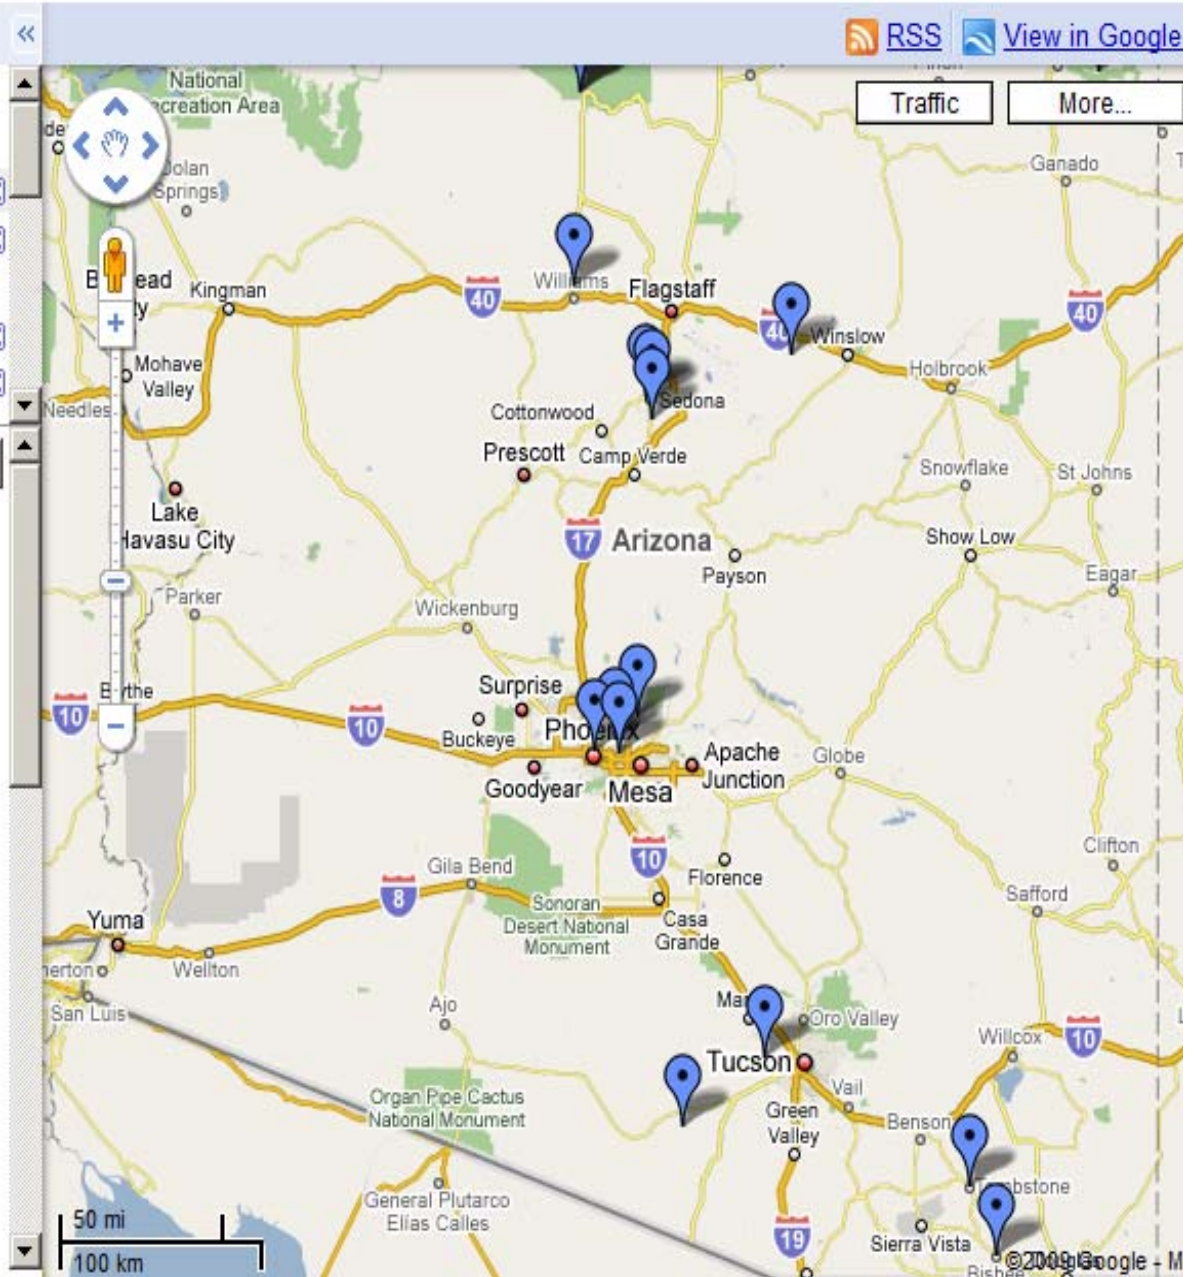 RSS View in Google
Traffic More...
National
ecreation Area
Ganado
Dolan
Springs
Kingman
40
Williams
Flagstaff
40
Winslow
40
Holbrook
Mohave
Valley
Needles
Sedona
Cottonwood
Prescott
Camp Verde
Snowflake
St Johns
Lake
Havasu City
17
Arizona
Show Low
Payson
Eagar
Parker
Wickenburg
Surprise
10
10
Buckeye
Phoenix
Goodyear
Mesa
Apache
Junction
Globe
10
Clifton
Gila Bend
Florence
Safford
8
Sonoran
Desert National
Monument
Casa
Grande
Yuma
Wellton
erton
San Luis
Ajo
Mar
Oro Valley
Willcox
10
Tucson
Vail
Organ Pipe Cactus
National Monument
Green
Valley
Benson
Tombstone
General Plutarco
Elías Calles
50 mi
100 km
19
Sierra Vista
©2009 Google - M
Bisbee